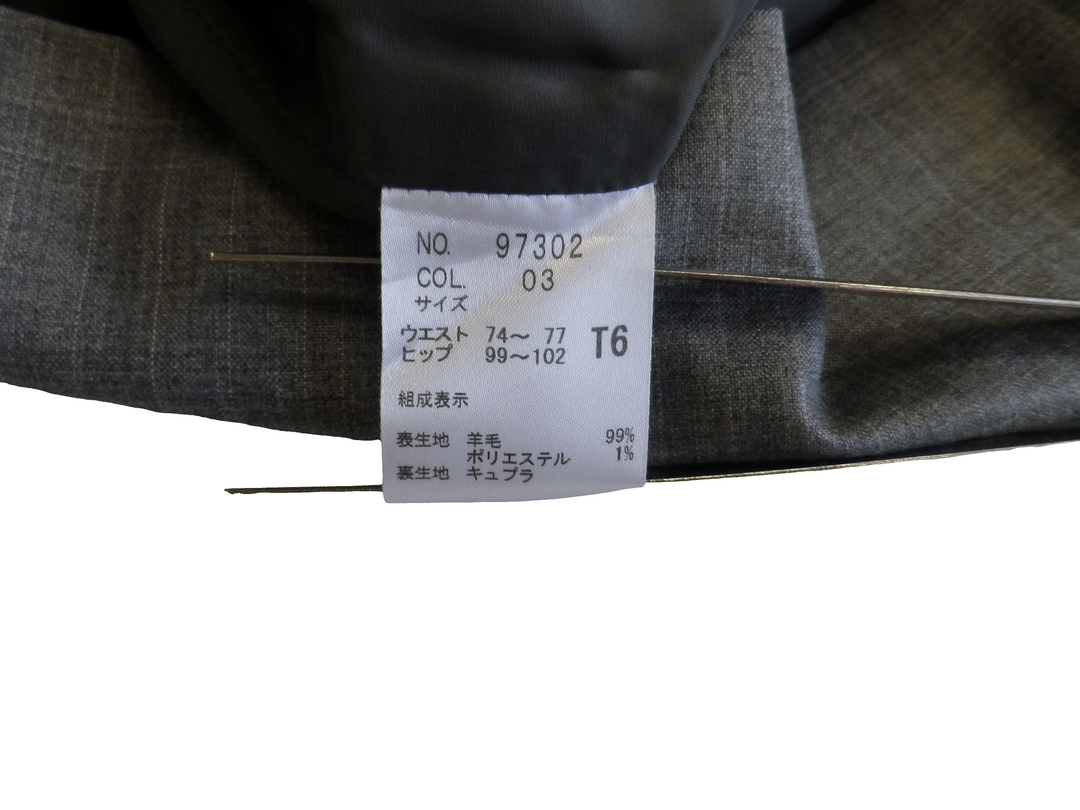 NO. 97302
COL. 03
サイズ
ウエスト 74〜 77 T6
ヒップ 99〜102
組成表示
表生地 羊毛 99%
ポリエステル 1%
裏生地 キュプラ